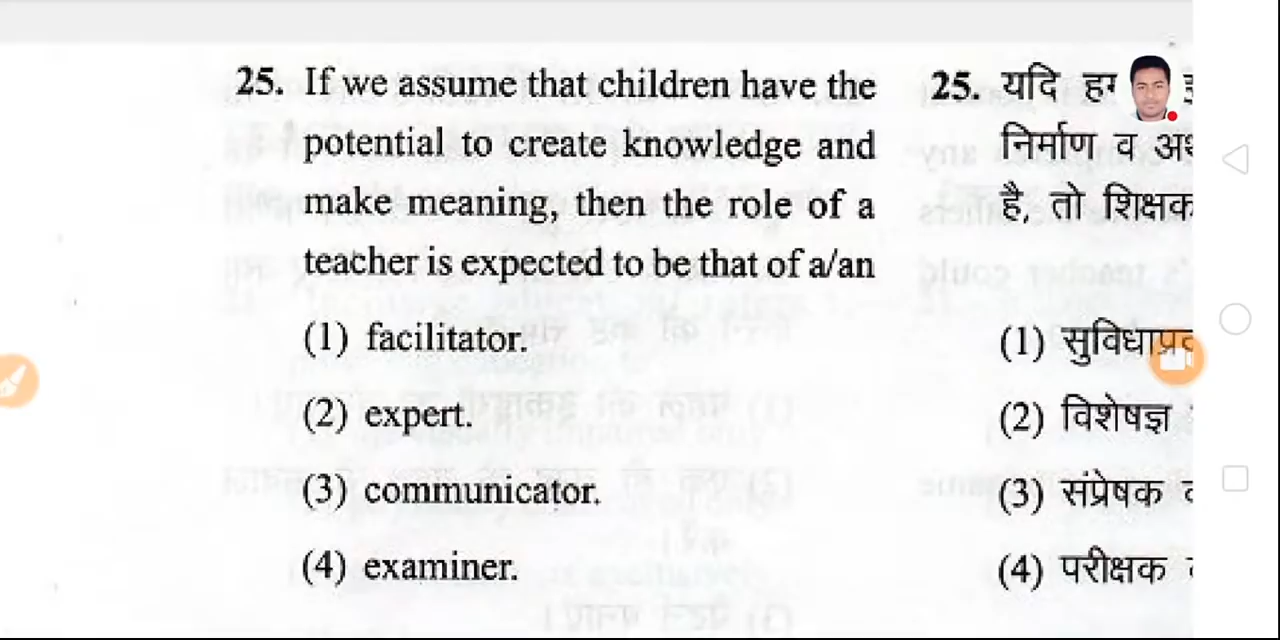 25. If we assume that children have the
potential to create knowledge and
make meaning, then the role of a
teacher is expected to be that of a/an
(1) facilitator.
(2) expert.
(3) communicator.
(4) examiner.
25. यदि
निर्माण व
है, तो शिक्षक
(1)
(2) विशेषज्ञ
(3) संप्रेषक
(4) परीक्षक